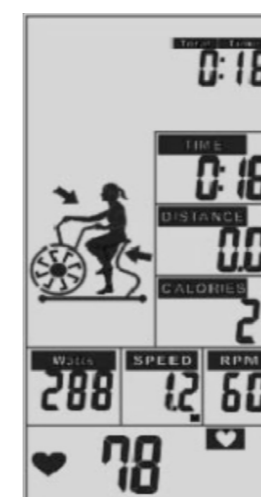 Total Time
0:18
TIME
0:18
DISTANCE
0.0
CALORIES
2
Watts SPEED RPM
288 1.2 60
78